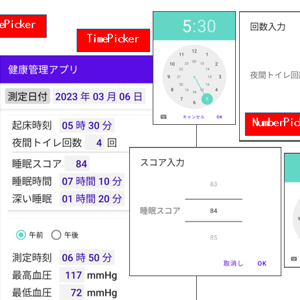 ePicker
TimePicker
5:30
回数入力
健康管理アプリ
測定日付 2023 年 03 月 06 日
夜間トイレ回
キャンセル OK
起床時刻 05 時 30 分
夜間トイレ回数 4 回
NumberPic
睡眠スコア 84
睡眠時間 07 時間 10 分
深い睡眠 01 時間 20 分
スコア入力
83
睡眠スコア 84
85
取消し OK
午前 午後
測定時刻 06 時 50 分
最高血圧 117 mmHg
最低血圧 72 mmHg